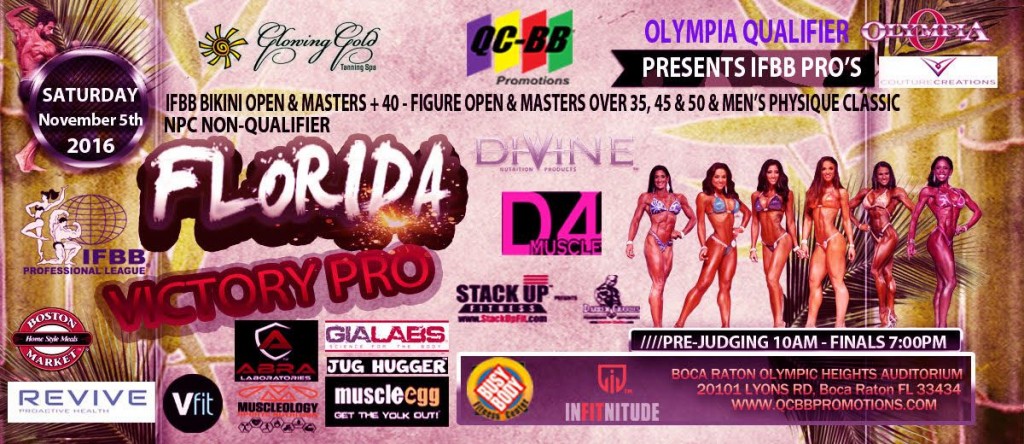 Glowing Gold
Tanning Spa
QC-BB
Promotions
OLYMPIA QUALIFIER
OLYMPIA
PRESENTS IFBB PRO'S
COUTURECREATIONS
SATURDAY
November 5th
2016
IFBB BIKINI OPEN & MASTERS + 40 - FIGURE OPEN & MASTERS OVER 35, 45 & 50 & MEN'S PHYSIQUE CLASSIC
NPC NON-QUALIFIER
FLORIDA
VICTORY PRO
DIVINE
NUTRITION PRODUCTS
D4
MUSCLE
IFBB
PROFESSIONAL LEAGUE
STACK UP
FITNESS
www.StackUpFit.com
PRESENTS
BOSTON
Home Style Meals
MARKET
ABRA
LABORATORIES
GIALABS
SCIENCE FOR THE BODY
JUG HUGGER
REVIVE
PROACTIVE HEALTH
Vfit
MUSCLEOLOGY
muscleegg
GET THE YOLK OUT!
////PRE-JUDGING 10AM - FINALS 7:00PM
BUSY
BODY
Fitness Center
INFITNITUDE
BOCA RATON OLYMPIC HEIGHTS AUDITORIUM
20101 LYONS RD, Boca Raton FL 33434
WWW.QCBBPROMOTIONS.COM